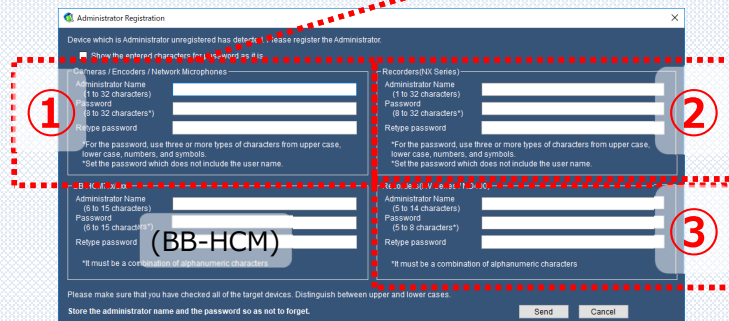 Administrator Registration
Device which is Administrator unregistered has detected. Please register the Administrator.
Show the entered characters for password as it is
Cameras / Encoders / Network Microphones
Administrator Name
(1 to 32 characters)
Password
(8 to 32 characters*)
Retype password
*For the password, use three or more types of characters from upper case,
lower case, numbers, and symbols.
*Set the password which does not include the user name.
①
Recorders(NX Series)
Administrator Name
(1 to 32 characters)
Password
(8 to 32 characters*)
Retype password
*For the password, use three or more types of characters from upper case,
lower case, numbers, and symbols.
*Set the password which does not include the user name.
②
Administrator Name
(6 to 15 characters)
Password
(6 to 15 characters*)
Retype password
(BB-HCM)
*It must be a combination of alphanumeric characters
Administrator Name
(5 to 14 characters)
Password
(5 to 8 characters*)
Retype password
*It must be a combination of alphanumeric characters
③
Please make sure that you have checked all of the target devices. Distinguish between upper and lower cases.
Store the administrator name and the password so as not to forget.
Send
Cancel